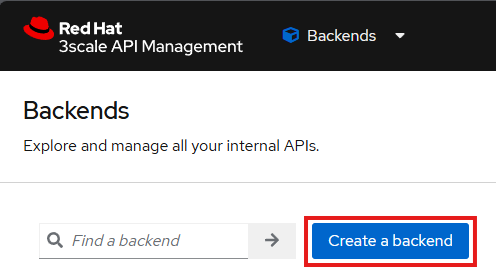 Red Hat
3scale API Management
Backends
Backends
Explore and manage all your internal APIs.
Find a backend
Create a backend